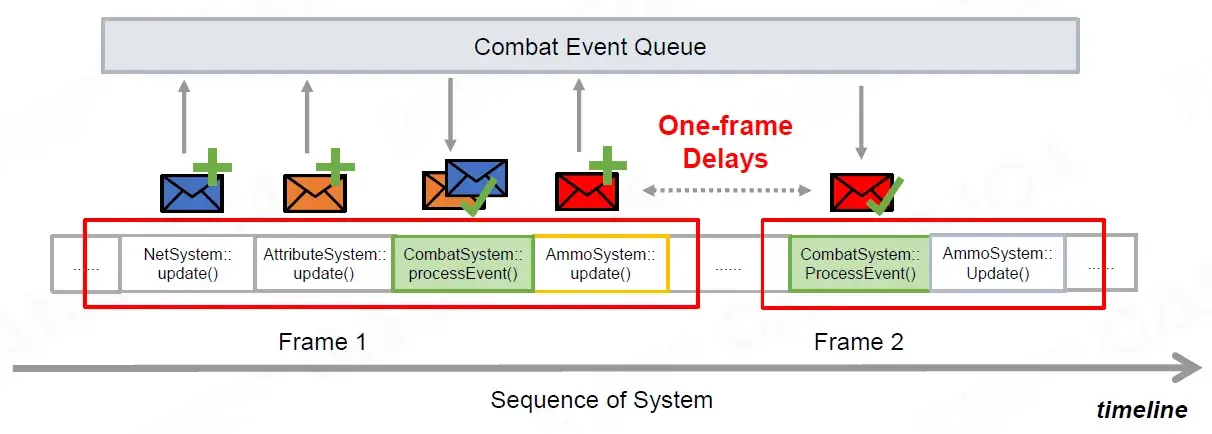 Combat Event Queue
One-frame
Delays
......
NetSystem::
update()
AttributeSystem::
update()
CombatSystem::
processEvent()
AmmoSystem::
update()
......
CombatSystem::
ProcessEvent()
AmmoSystem::
Update()
......
Frame 1
Frame 2
Sequence of System
timeline